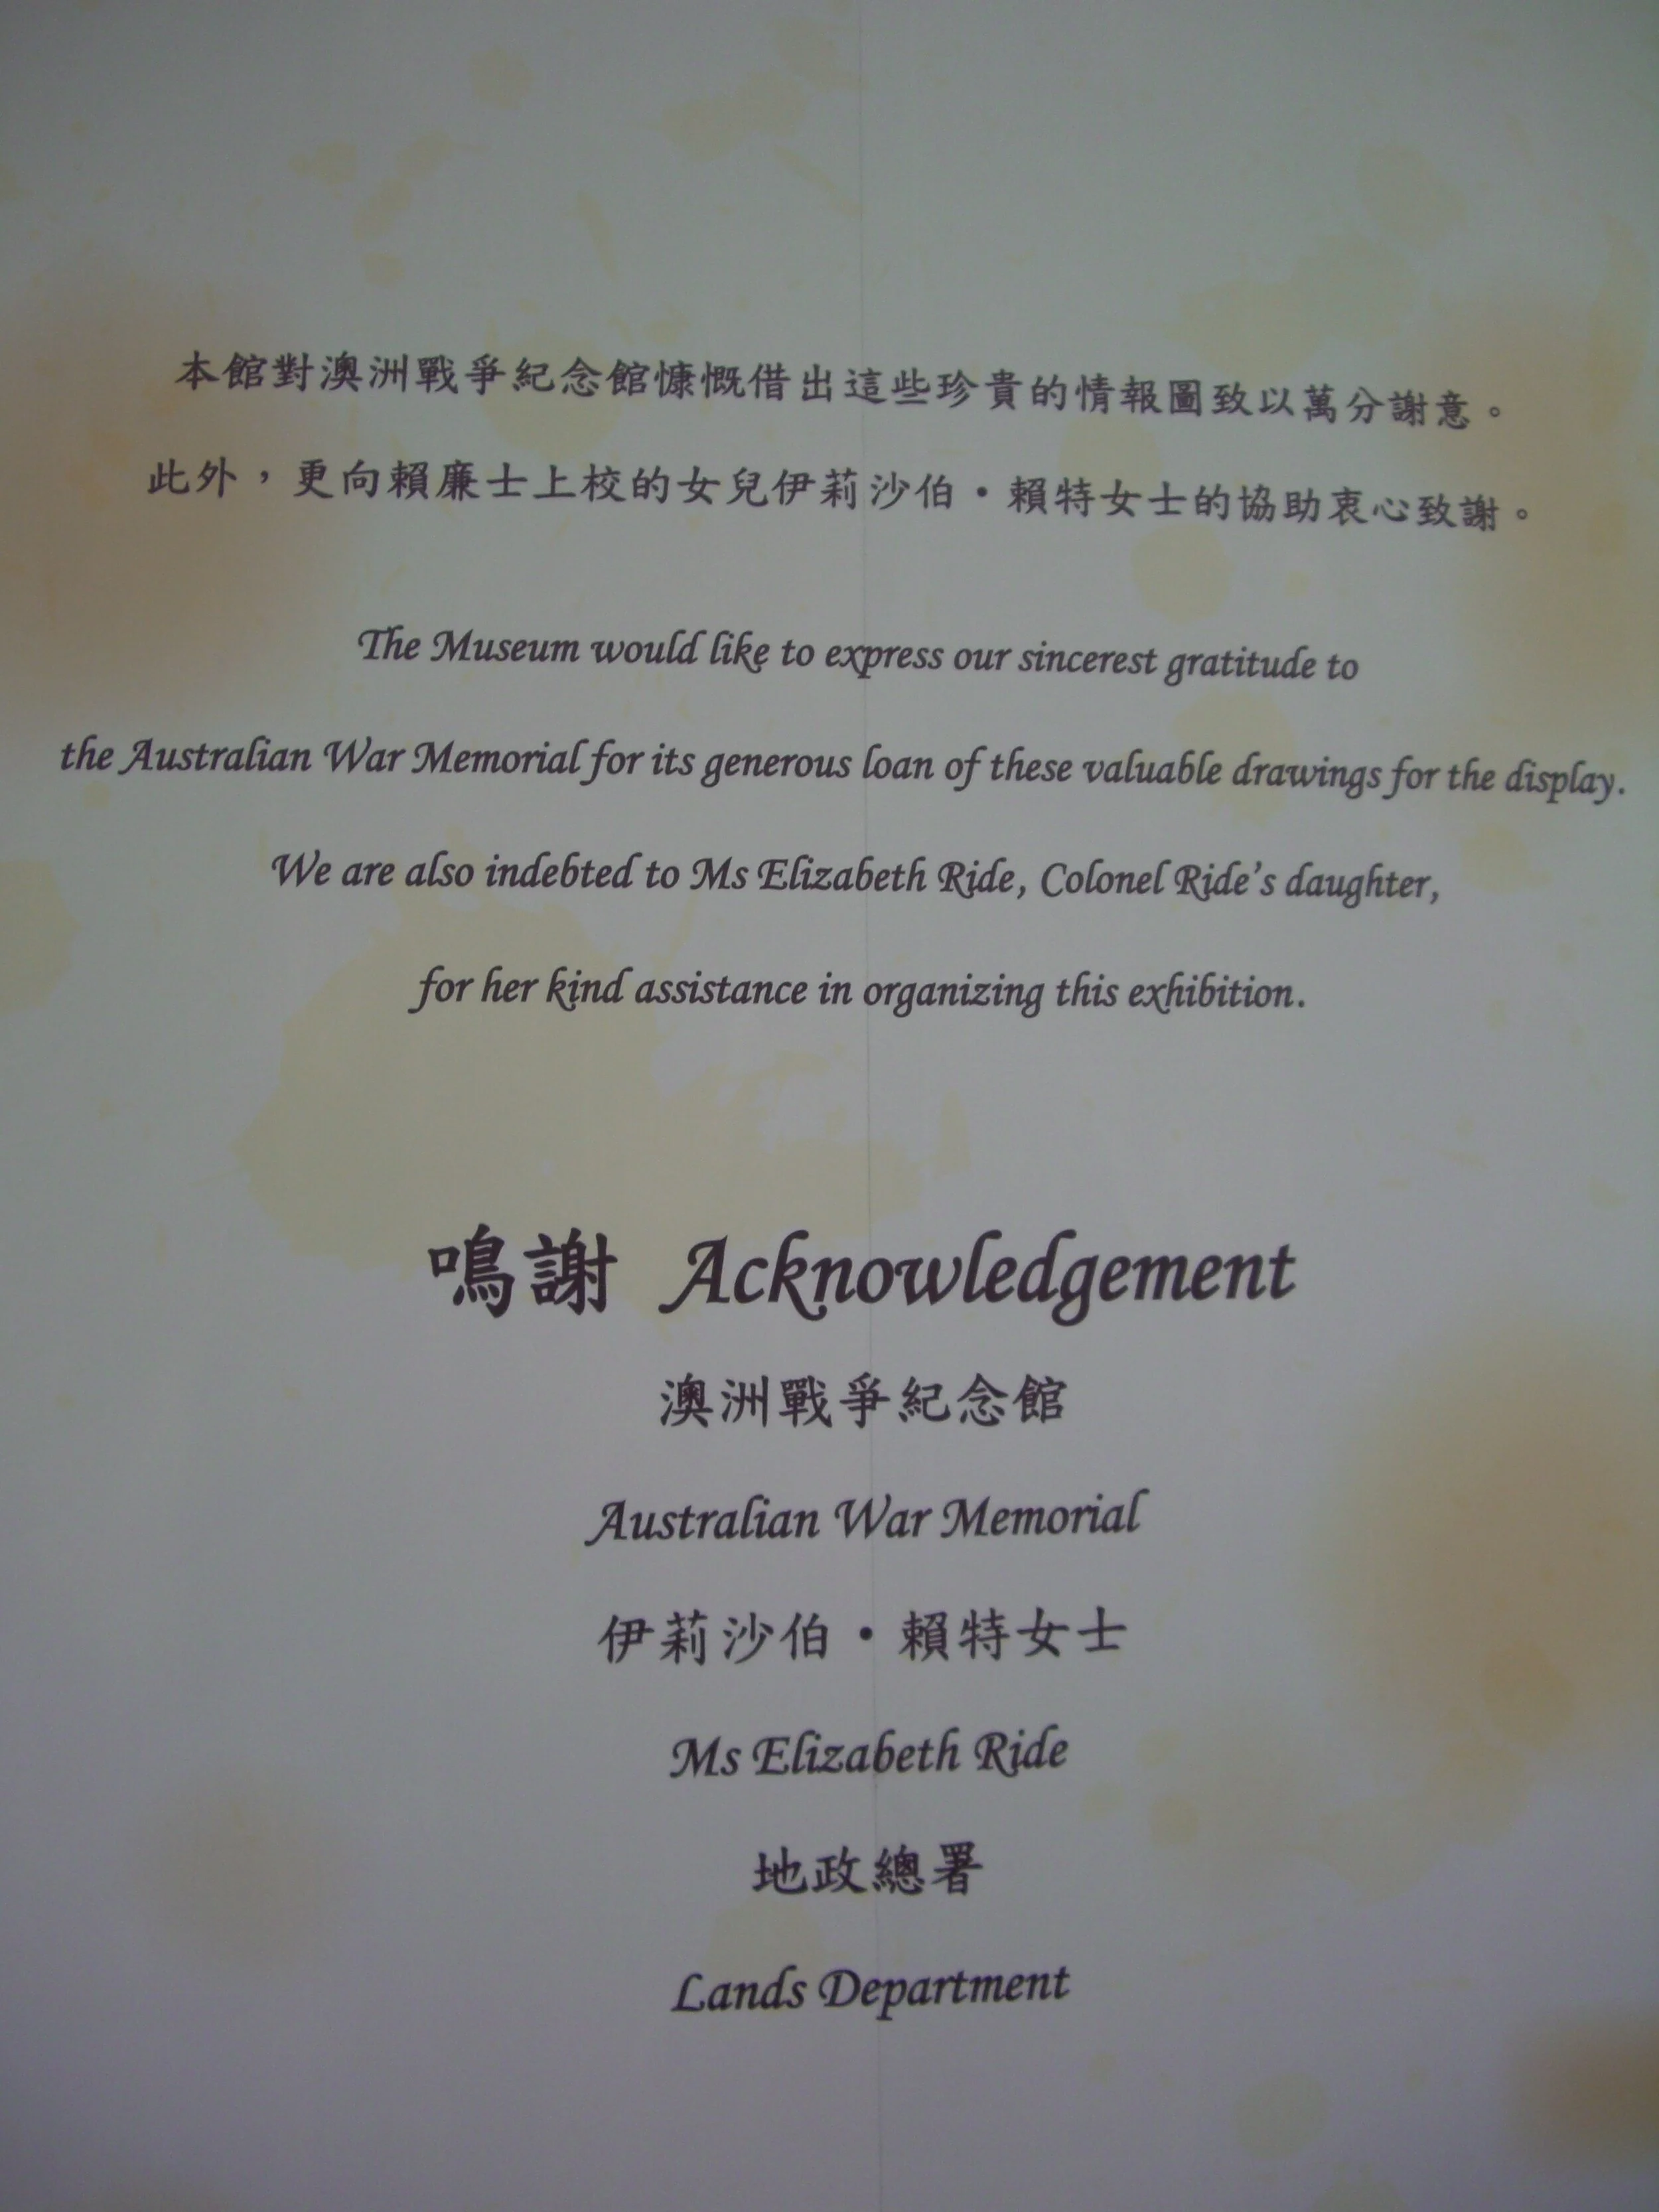 本館對澳洲戰爭紀念館慷慨借出這些珍貴的情報圖致以萬分謝意。
此外，更向賴廉士上校的女兒伊莉沙伯・賴特女士的協助衷心致謝。
The Museum would like to express our sincerest gratitude to
the Australian War Memorial for its generous loan of these valuable drawings for the display.
We are also indebted to Ms Elizabeth Ride, Colonel Ride's daughter,
for her kind assistance in organizing this exhibition.
鳴謝 Acknowledgement
澳洲戰爭紀念館
Australian War Memorial
伊莉沙伯・賴特女士
Ms Elizabeth Ride
地政總署
Lands Department